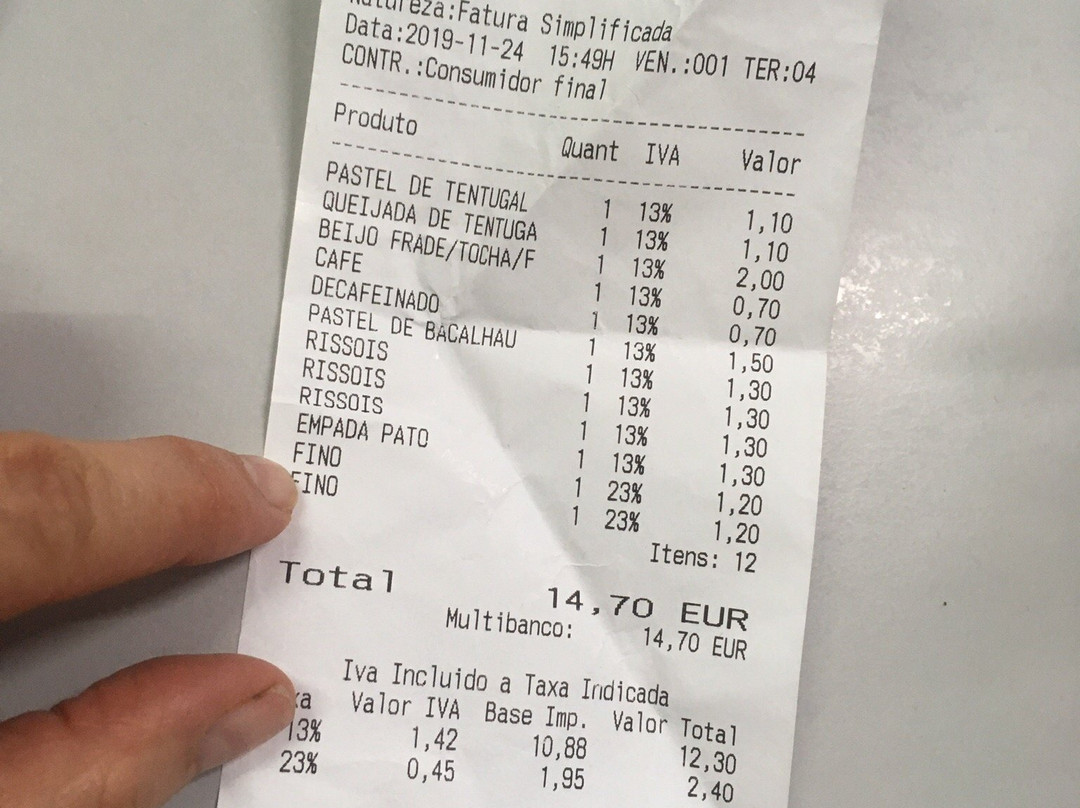 Natureza:Fatura Simplificada
Data:2019-11-24 15:49H VEN.:001 TER:04
CONTR.:Consumidor final
Produto Quant IVA Valor
PASTEL DE TENTUGAL 1 13% 1,10
QUEIJADA DE TENTUGA 1 13% 1,10
BEIJO FRADE/TOCHA/F 1 13% 2,00
CAFE 1 13% 0,70
DECAFEINADO 1 13% 0,70
PASTEL DE BACALHAU 1 13% 1,50
RISSOIS 1 13% 1,30
RISSOIS 1 13% 1,30
RISSOIS 1 13% 1,30
EMPADA PATO 1 13% 1,30
FINO 1 23% 1,20
FINO 1 23% 1,20
Itens: 12
Total 14,70 EUR
Multibanco: 14,70 EUR
Iva Incluido a Taxa Indicada
xa Valor IVA Base Imp. Valor Total
13% 1,42 10,88 12,30
23% 0,45 1,95 2,40